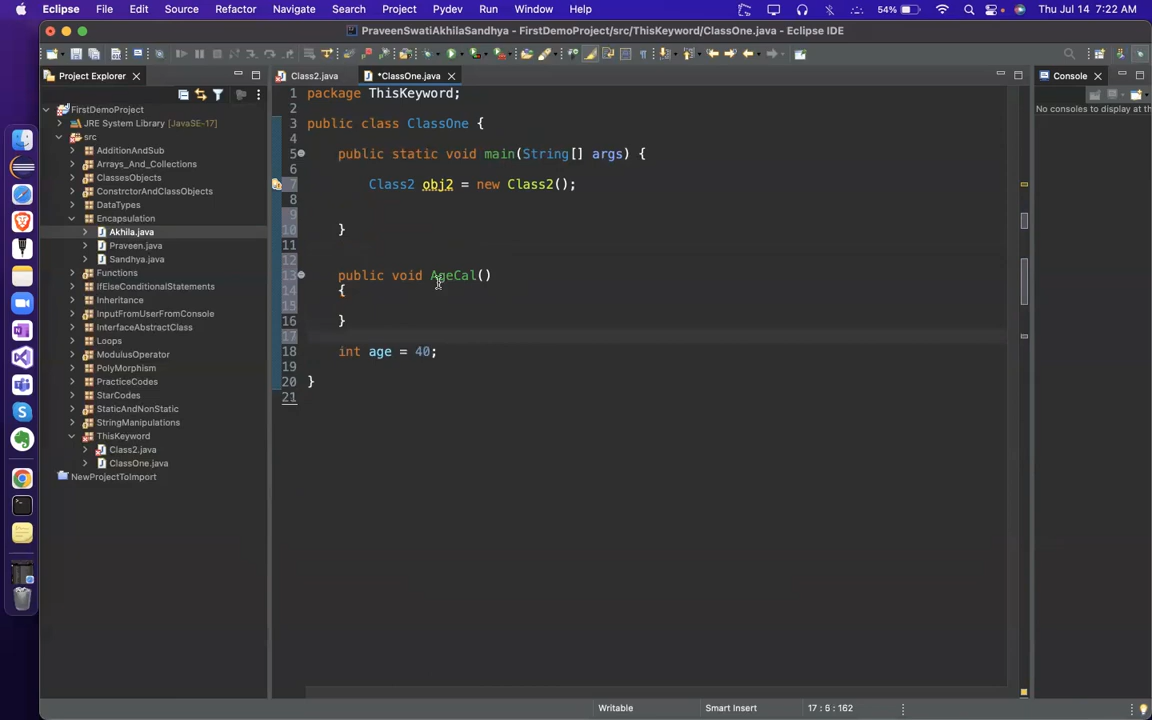 Eclipse File Edit Source Refactor Navigate Search Project Pydev Run Window Help 54% Thu Jul 14 7:22 AM
PraveenSwatiAkhilaSandhya - FirstDemoProject/src/ThisKeyword/ClassOne.java - Eclipse IDE
Project Explorer
Class2.java
*ClassOne.java
Console
No consoles to display at th
FirstDemoProject
JRE System Library [JavaSE-17]
src
AdditionAndSub
Arrays_And_Collections
ClassesObjects
ConstrctorAndClassObjects
DataTypes
Encapsulation
Akhila.java
Praveen.java
Sandhya.java
Functions
IfElseConditionalStatements
Inheritance
InputFromUserFromConsole
InterfaceAbstractClass
Loops
ModulusOperator
PolyMorphism
PracticeCodes
StarCodes
StaticAndNonStatic
StringManipulations
ThisKeyword
Class2.java
ClassOne.java
NewProjectToImport
1 package ThisKeyword;
2
3 public class ClassOne {
4
5 public static void main(String[] args) {
6
7 Class2 obj2 = new Class2();
8
9
10 }
11
12
13 public void AgeCal()
14 {
15
16 }
17
18 int age = 40;
19
20 }
21
Writable Smart Insert 17 : 6 : 162